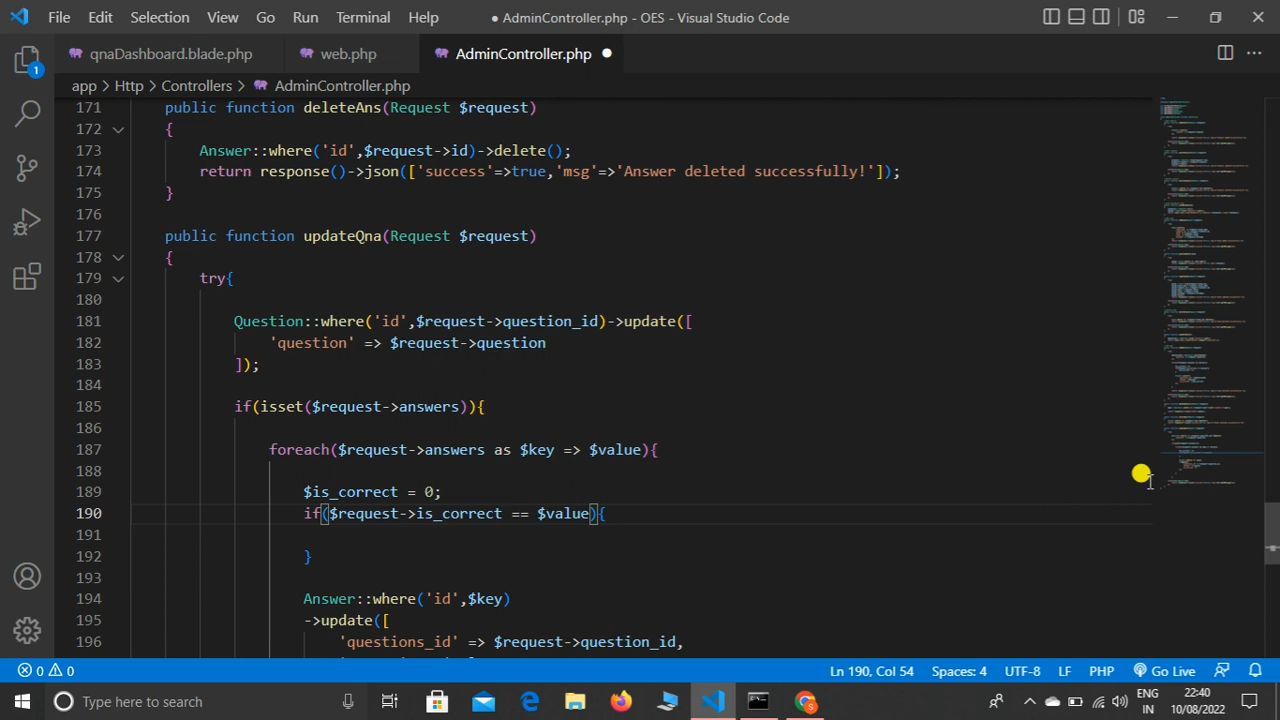 File Edit Selection View Go Run Terminal Help ● AdminController.php - OES - Visual Studio Code
qnaDashboard.blade.php web.php AdminController.php
app > Http > Controllers > AdminController.php
171 public function deleteAns(Request $request)
172 {
173 Answer::where('id',$request->id)->delete();
174 return response()->json(['success'=>true,'msg'=>'Answer deleted successfully!']);
175 }
176
177 public function updateQna(Request $request)
178 {
179 try{
180
181 Question::where('id',$request->question_id)->update([
182 'question' => $request->question
183 ]);
184
185 if(isset($request->answers)){
186
187 foreach($request->answers as $key => $value){
188
189 $is_correct = 0;
190 if($request->is_correct == $value){
191
192 }
193
194 Answer::where('id',$key)
195 ->update([
196 'questions_id' => $request->question_id,
1
0 0 Ln 190, Col 54 Spaces: 4 UTF-8 LF PHP Go Live
Type here to search
ENG
IN
22:40
10/08/2022